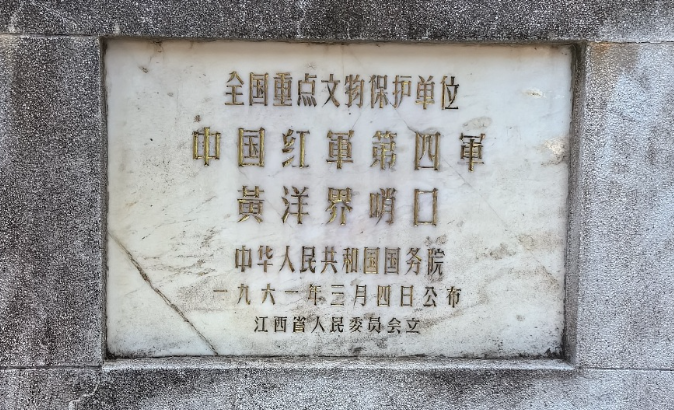 全国重点文物保护单位
中国红軍第四軍
黃洋界哨口
中华人民共和国国务院
一九六一年三月四日公布
江西省人民委员会立